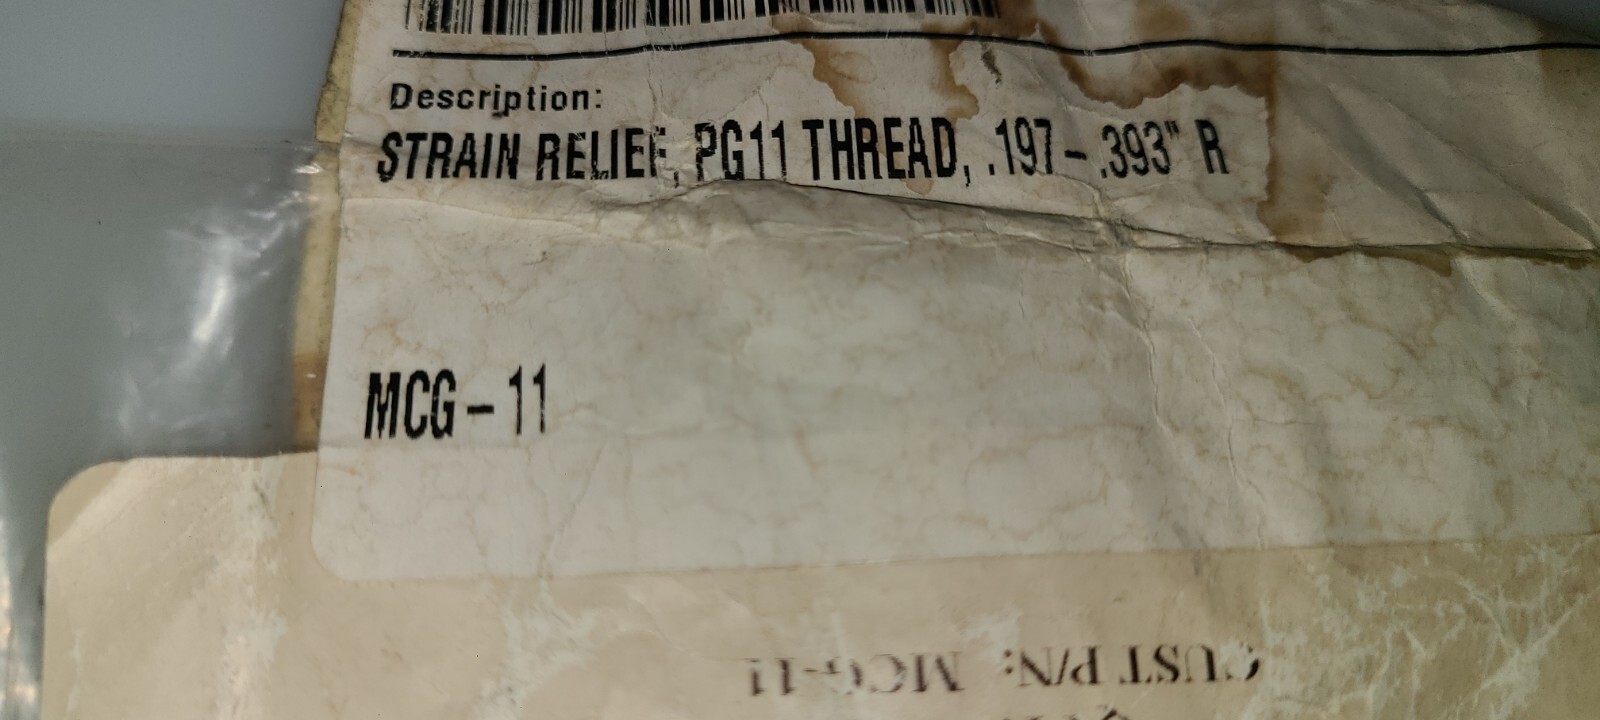 Description:
STRAIN RELIEF, PG11 THREAD, .197- .393" R
MCG - 11
CUST P/N: MCG-11